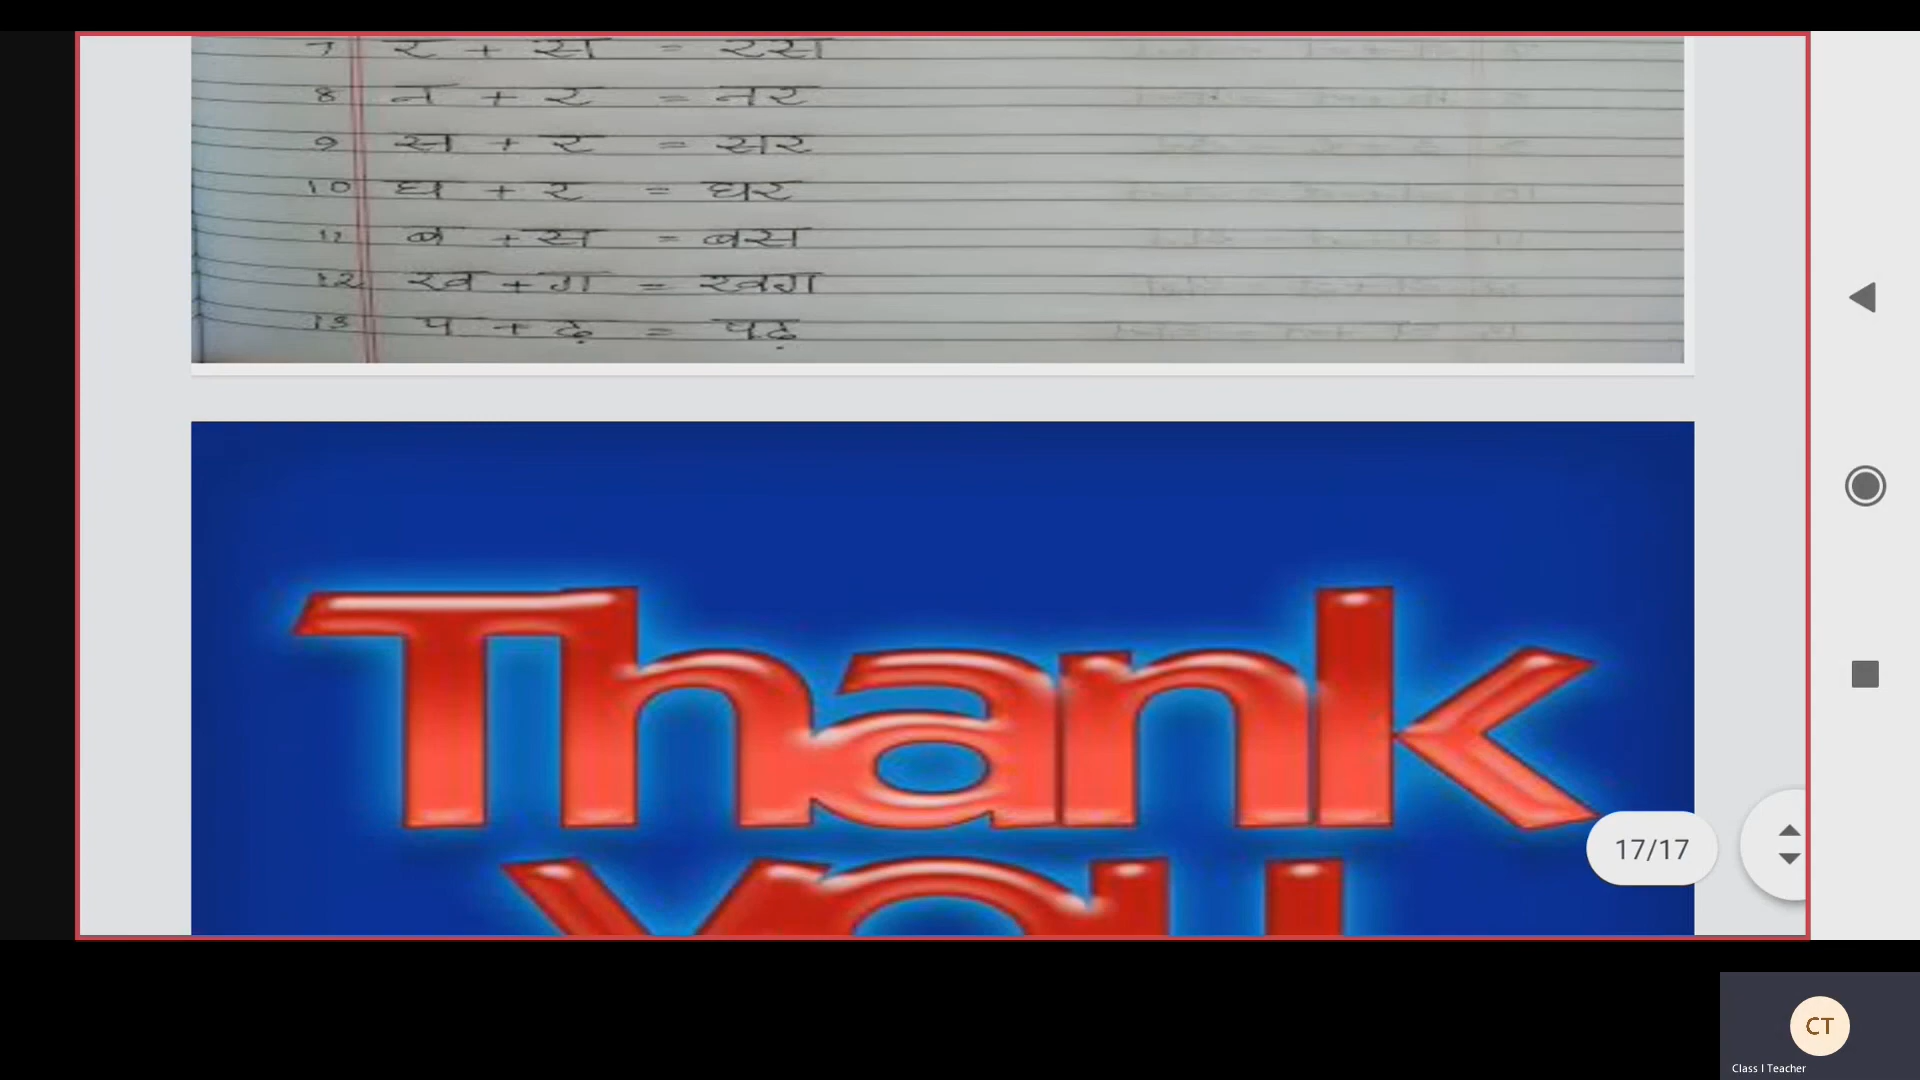 7 र + स = रस
8 न + र = नर
9 स + र = सर
10 घ + र = घर
11 ब + स = बस
12 ख + ग = खग
13 प + ढ़ = पढ़
Thank
you
17/17
CT
Class I Teacher